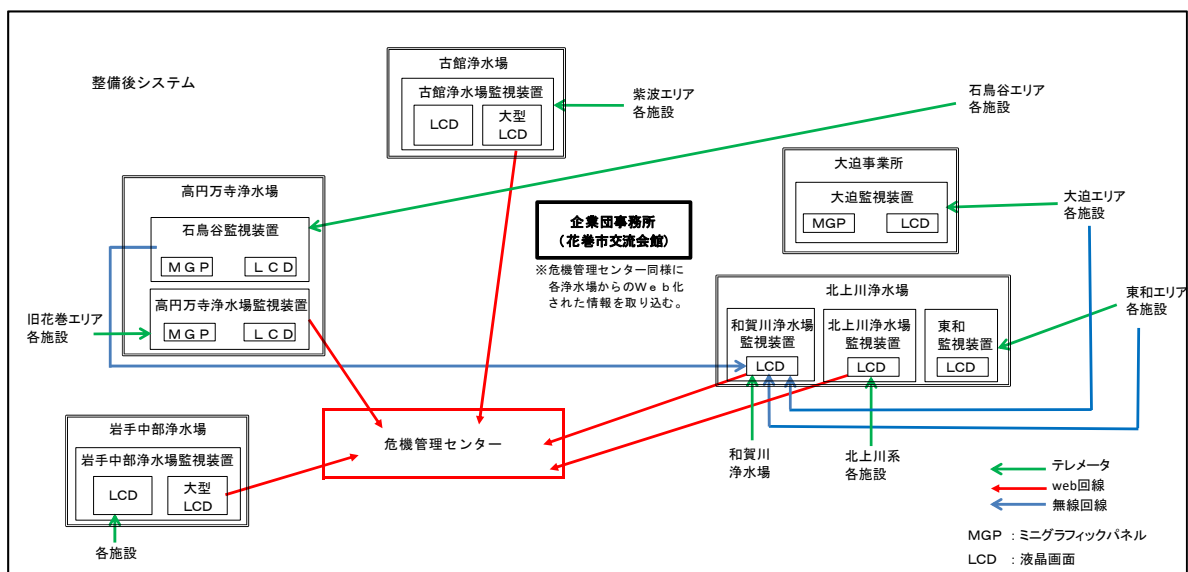 整備後システム
古館浄水場
古館浄水場監視装置
LCD
大型
LCD
紫波エリア
各施設
石鳥谷エリア
各施設
高円万寺浄水場
石鳥谷監視装置
MGP
LCD
高円万寺浄水場監視装置
MGP
LCD
旧花巻エリア
各施設
企業団事務所
(花巻市交流会館)
※危機管理センター同様に
各浄水場からのWeb化
された情報を取り込む。
大迫事業所
大迫監視装置
MGP
LCD
大迫エリア
各施設
北上川浄水場
和賀川浄水場
監視装置
LCD
北上川浄水場
監視装置
LCD
東和
監視装置
LCD
東和エリア
各施設
岩手中部浄水場
岩手中部浄水場監視装置
LCD
大型
LCD
各施設
危機管理センター
和賀川
浄水場
北上川系
各施設
テレメータ
web回線
無線回線
MGP :ミニグラフィックパネル
LCD :液晶画面